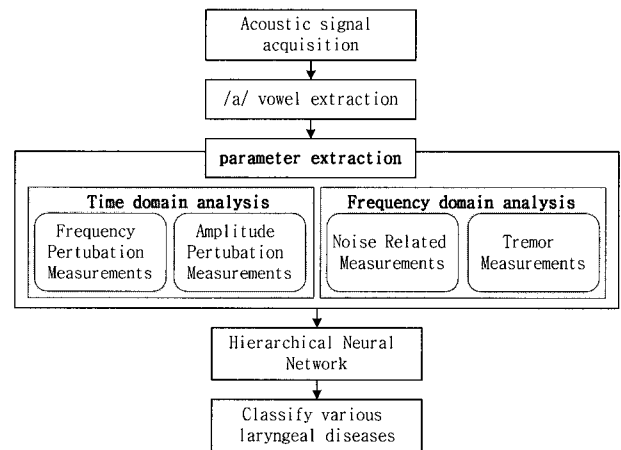 Acoustic signal
acquisition
/a/ vowel extraction
parameter extraction
Time domain analysis
Frequency
Pertubation
Measurements
Amplitude
Pertubation
Measurements
Frequency domain analysis
Noise Related
Measurements
Tremor
Measurements
Hierarchical Neural
Network
Classify various
laryngeal diseases